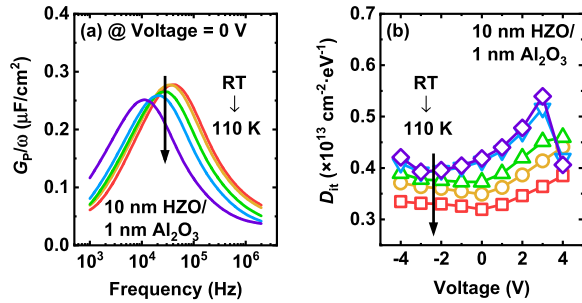 (a) @ Voltage = 0 V
G_P/ω (μF/cm²)
0.4
0.3
0.2
0.1
0.0
RT
↓
110 K
10 nm HZO/
1 nm Al₂O₃
10³ 10⁴ 10⁵ 10⁶
Frequency (Hz)
(b) 10 nm HZO/
1 nm Al₂O₃
D_it (×10¹³ cm⁻²·eV⁻¹)
0.7
0.6
0.5
0.4
0.3
RT
↓
110 K
-4 -2 0 2 4
Voltage (V)